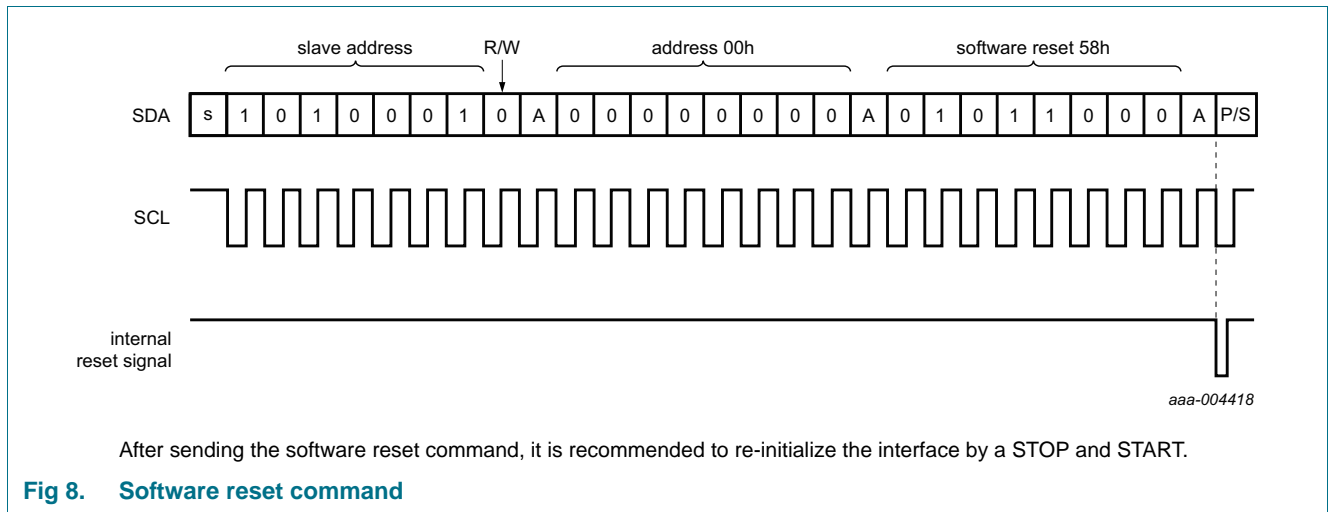 slave address R/W address 00h software reset 58h
SDA s 1 0 1 0 0 0 1 0 A 0 0 0 0 0 0 0 0 A 0 1 0 1 1 0 0 0 A P/S
SCL
internal
reset signal
aaa-004418
After sending the software reset command, it is recommended to re-initialize the interface by a STOP and START.
Fig 8. Software reset command